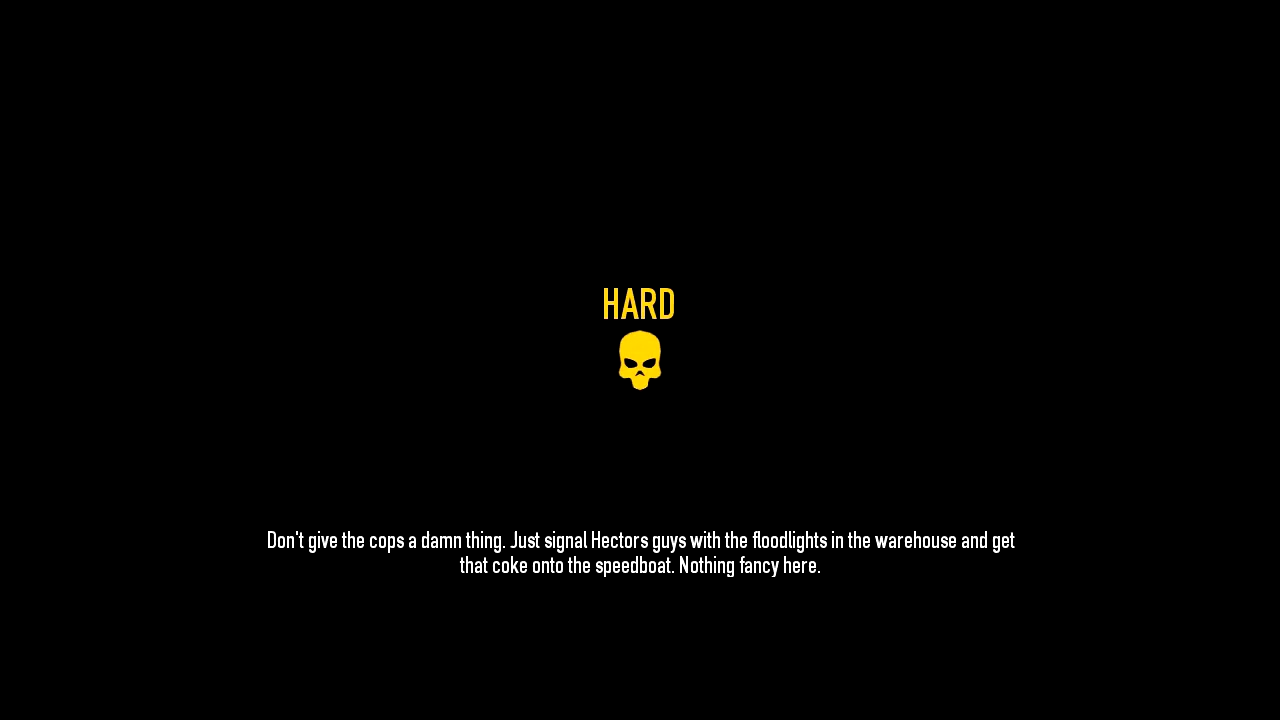 HARD
Don't give the cops a damn thing. Just signal Hectors guys with the floodlights in the warehouse and get
that coke onto the speedboat. Nothing fancy here.